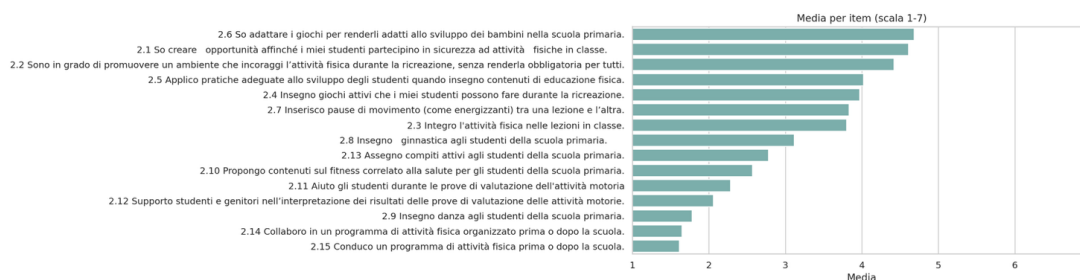 Media per item (scala 1-7)
2.6 So adattare i giochi per renderli adatti allo sviluppo dei bambini nella scuola primaria.
2.1 So creare opportunità affinché i miei studenti partecipino in sicurezza ad attività fisiche in classe.
2.2 Sono in grado di promuovere un ambiente che incoraggi l’attività fisica durante la ricreazione, senza renderla obbligatoria per tutti.
2.5 Applico pratiche adeguate allo sviluppo degli studenti quando insegno contenuti di educazione fisica.
2.4 Insegno giochi attivi che i miei studenti possono fare durante la ricreazione.
2.7 Inserisco pause di movimento (come energizzanti) tra una lezione e l’altra.
2.3 Integro l'attività fisica nelle lezioni in classe.
2.8 Insegno ginnastica agli studenti della scuola primaria.
2.13 Assegno compiti attivi agli studenti della scuola primaria.
2.10 Propongo contenuti sul fitness correlato alla salute per gli studenti della scuola primaria.
2.11 Aiuto gli studenti durante le prove di valutazione dell'attività motoria
2.12 Supporto studenti e genitori nell’interpretazione dei risultati delle prove di valutazione delle attività motorie.
2.9 Insegno danza agli studenti della scuola primaria.
2.14 Collaboro in un programma di attività fisica organizzato prima o dopo la scuola.
2.15 Conduco un programma di attività fisica prima o dopo la scuola.
1 2 3 4 5 6
Media